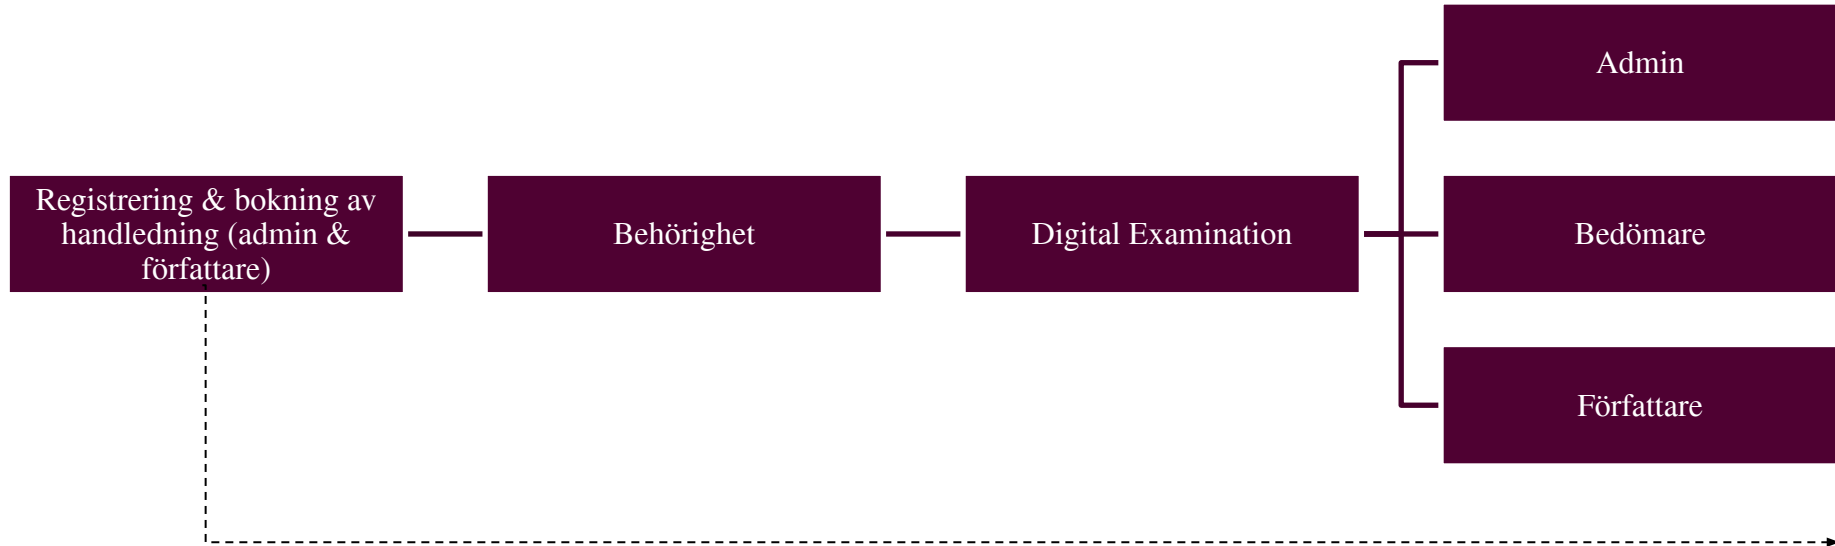 Registrering & bokning av
handledning (admin &
författare)
Behörighet
Digital Examination
Admin
Bedömare
Författare